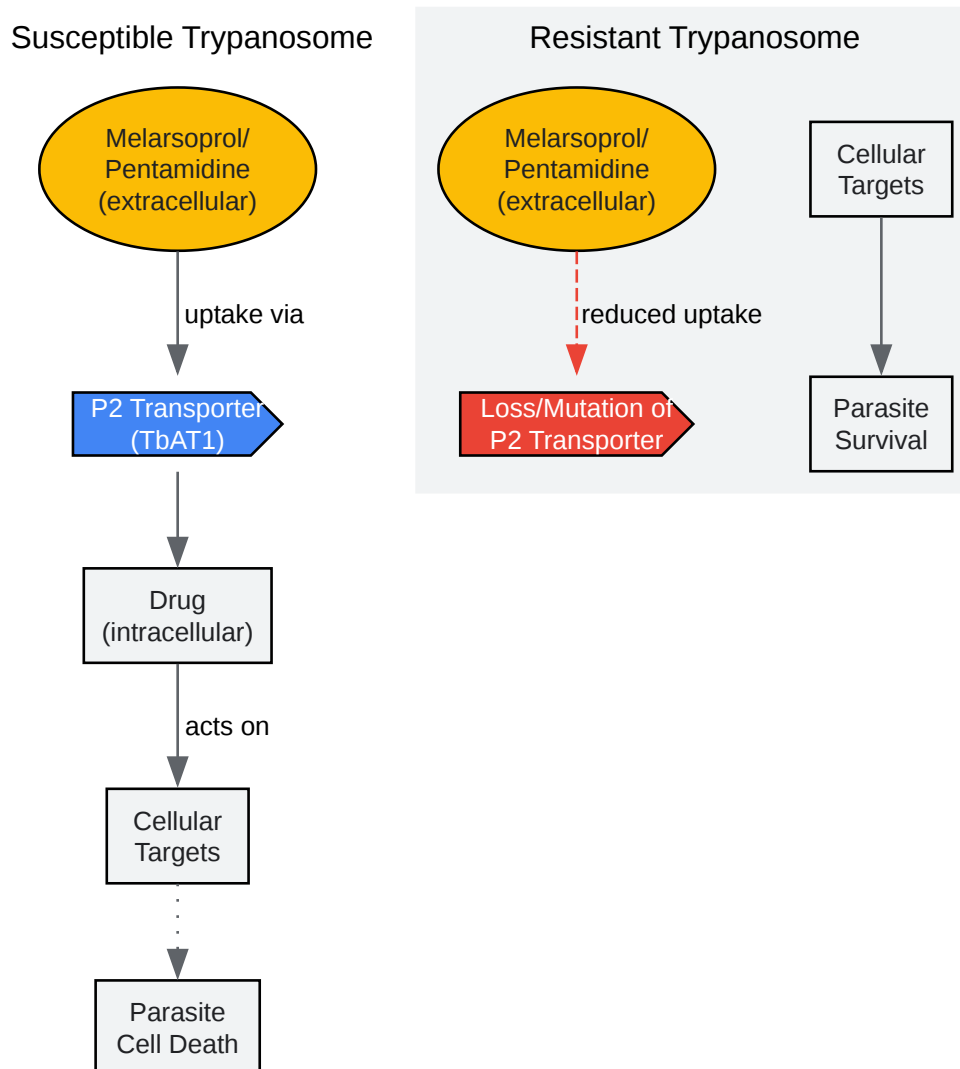 Susceptible Trypanosome
Melarsoprol/
Pentamidine
(extracellular)
uptake via
P2 Transporter
(TbAT1)
Drug
(intracellular)
acts on
Cellular
Targets
Parasite
Cell Death
Resistant Trypanosome
Melarsoprol/
Pentamidine
(extracellular)
reduced uptake
Loss/Mutation of
P2 Transporter
Cellular
Targets
Parasite
Survival